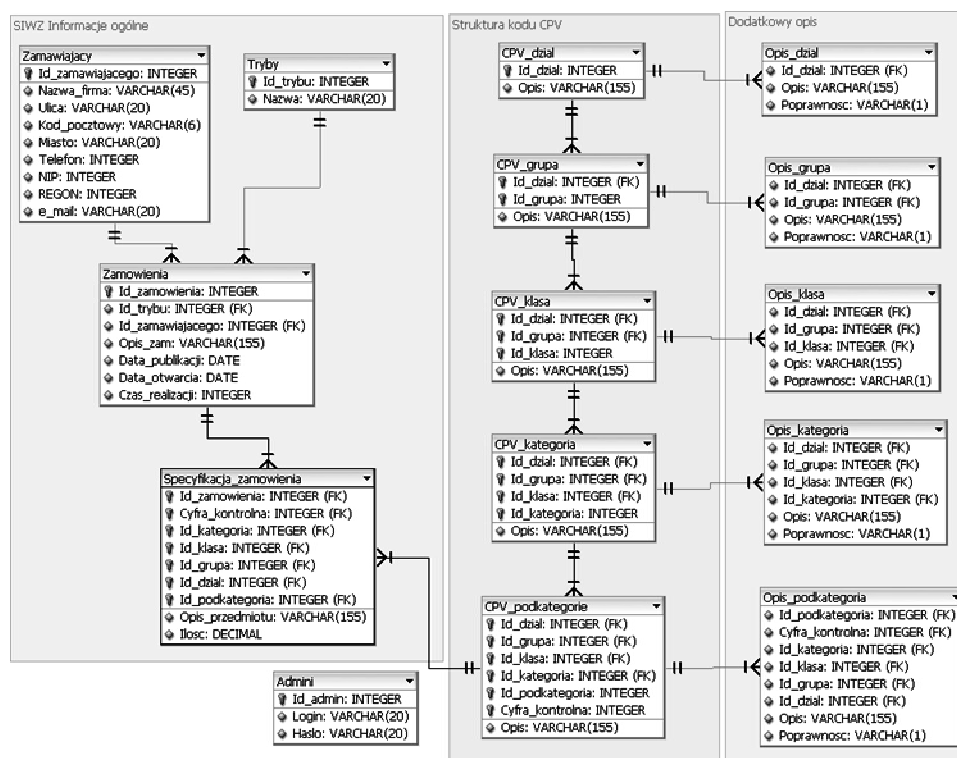 SIWZ Informacje ogólne
Zamawiajacy
Id_zamawiajacego: INTEGER
Nazwa_firma: VARCHAR(45)
Ulica: VARCHAR(20)
Kod_pocztowy: VARCHAR(6)
Miasto: VARCHAR(20)
Telefon: INTEGER
NIP: INTEGER
REGON: INTEGER
e_mail: VARCHAR(20)
Tryby
Id_trybu: INTEGER
Nazwa: VARCHAR(20)
Zamowienia
Id_zamowienia: INTEGER
Id_trybu: INTEGER (FK)
Id_zamawiajacego: INTEGER (FK)
Opis_zam: VARCHAR(155)
Data_publikacji: DATE
Data_otwarcia: DATE
Czas_realizacji: INTEGER
Specyfikacja_zamowienia
Id_zamowienia: INTEGER (FK)
Cyfra_kontrolna: INTEGER (FK)
Id_kategoria: INTEGER (FK)
Id_klasa: INTEGER (FK)
Id_grupa: INTEGER (FK)
Id_dzial: INTEGER (FK)
Id_podkategoria: INTEGER (FK)
Opis_przedmiotu: VARCHAR(155)
Ilosc: DECIMAL
Admini
Id_admin: INTEGER
Login: VARCHAR(20)
Haslo: VARCHAR(20)
Struktura kodu CPV
CPV_dzial
Id_dzial: INTEGER
Opis: VARCHAR(155)
CPV_grupa
Id_dzial: INTEGER (FK)
Id_grupa: INTEGER
Opis: VARCHAR(155)
CPV_klasa
Id_dzial: INTEGER (FK)
Id_grupa: INTEGER (FK)
Id_klasa: INTEGER
Opis: VARCHAR(155)
CPV_kategoria
Id_dzial: INTEGER (FK)
Id_grupa: INTEGER (FK)
Id_klasa: INTEGER (FK)
Id_kategoria: INTEGER
Opis: VARCHAR(155)
CPV_podkategorie
Id_dzial: INTEGER (FK)
Id_grupa: INTEGER (FK)
Id_klasa: INTEGER (FK)
Id_kategoria: INTEGER (FK)
Id_podkategoria: INTEGER
Cyfra_kontrolna: INTEGER
Opis: VARCHAR(155)
Dodatkowy opis
Opis_dzial
Id_dzial: INTEGER (FK)
Opis: VARCHAR(155)
Poprawnosc: VARCHAR(1)
Opis_grupa
Id_dzial: INTEGER (FK)
Id_grupa: INTEGER (FK)
Opis: VARCHAR(155)
Poprawnosc: VARCHAR(1)
Opis_klasa
Id_dzial: INTEGER (FK)
Id_grupa: INTEGER (FK)
Id_klasa: INTEGER (FK)
Opis: VARCHAR(155)
Poprawnosc: VARCHAR(1)
Opis_kategoria
Id_dzial: INTEGER (FK)
Id_grupa: INTEGER (FK)
Id_klasa: INTEGER (FK)
Id_kategoria: INTEGER (FK)
Opis: VARCHAR(155)
Poprawnosc: VARCHAR(1)
Opis_podkategoria
Id_podkategoria: INTEGER (FK)
Cyfra_kontrolna: INTEGER (FK)
Id_kategoria: INTEGER (FK)
Id_klasa: INTEGER (FK)
Id_grupa: INTEGER (FK)
Id_dzial: INTEGER (FK)
Opis: VARCHAR(155)
Poprawnosc: VARCHAR(1)